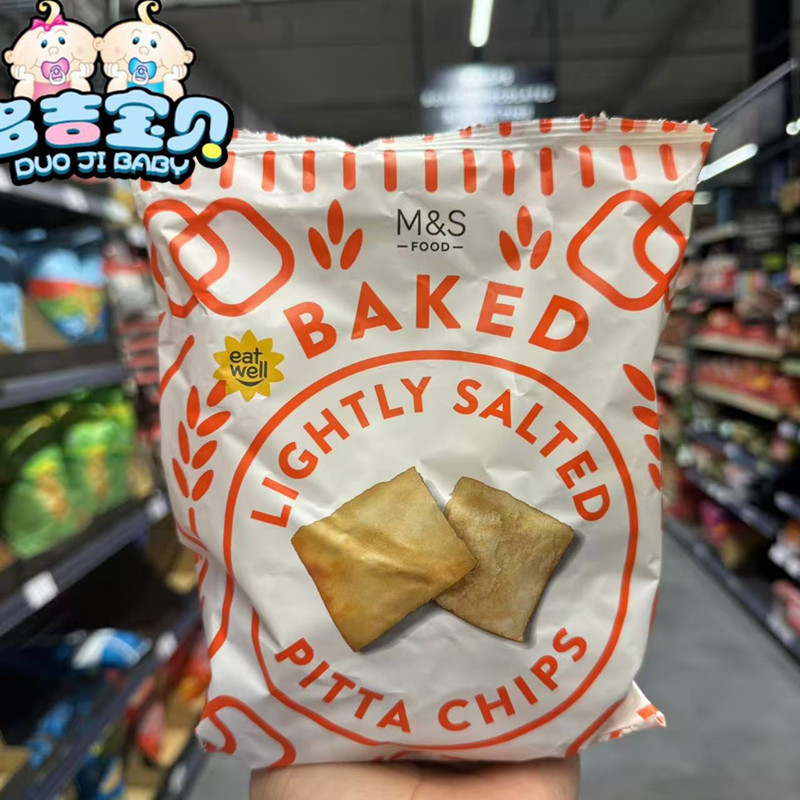 多吉宝贝
DUO JI BABY
M&S
FOOD
BAKED
eat
well
LIGHTLY SALTED
PITTA CHIPS